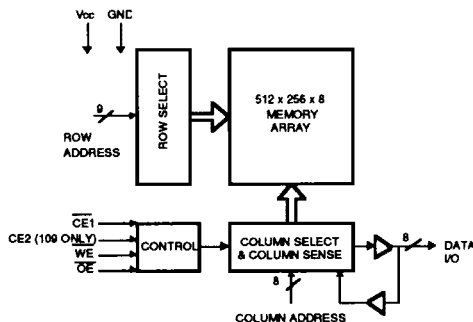 Vcc GND
ROW SELECT
512 x 256 x 8
MEMORY
ARRAY
9
ROW
ADDRESS
CE1
CE2 (109 ONLY)
WE
OE
CONTROL
COLUMN SELECT
& COLUMN SENSE
8
DATA
I/O
8
COLUMN ADDRESS